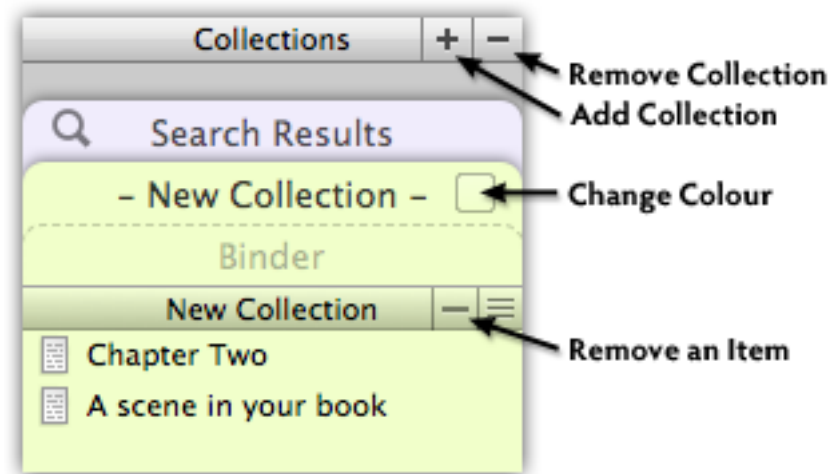 Collections + −
Remove Collection
Add Collection
Search Results
– New Collection –
Change Colour
Binder
New Collection −
Remove an Item
Chapter Two
A scene in your book